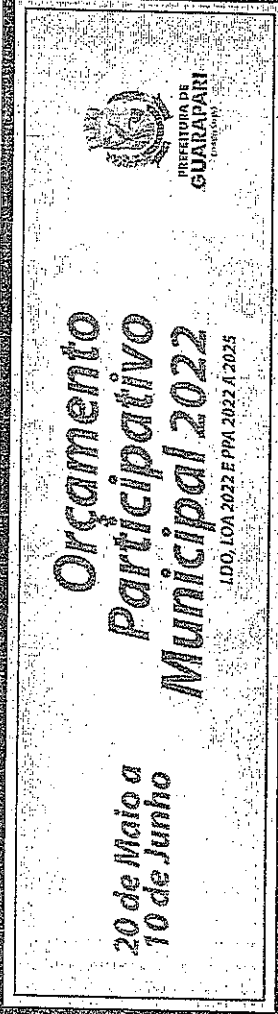 20 de Maio a
10 de Junho
Orçamento
Participativo
Municipal 2022
LDO, LOA 2022 E PPA 2022 A 2025
PREFEITURA DE
GUARAPARI